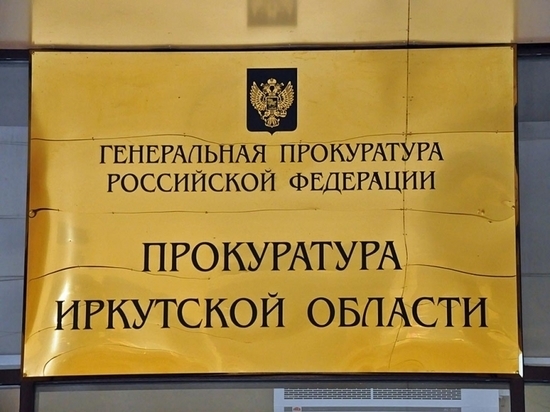 ГЕНЕРАЛЬНАЯ ПРОКУРАТУРА
РОССИЙСКОЙ ФЕДЕРАЦИИ
ПРОКУРАТУРА
ИРКУТСКОЙ ОБЛАСТИ